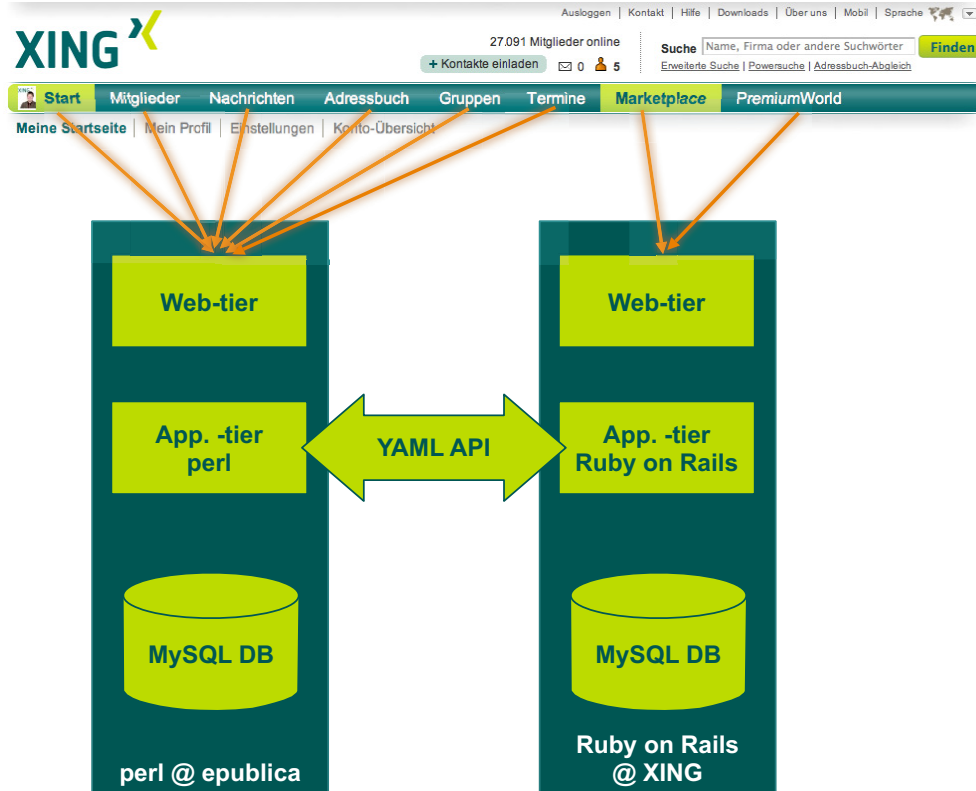 Ausloggen | Kontakt | Hilfe | Downloads | Über uns | Mobil | Sprache
XING
27.091 Mitglieder online
Suche Name, Firma oder andere Suchwörter Finden
+ Kontakte einladen 0 5
Erweiterte Suche | Powersuche | Adressbuch-Abgleich
XING Start Mitglieder Nachrichten Adressbuch Gruppen Termine Marketplace PremiumWorld
Meine Startseite | Mein Profil | Einstellungen | Konto-Übersicht
Web-tier
Web-tier
App. -tier
perl
YAML API
App. -tier
Ruby on Rails
MySQL DB
MySQL DB
perl @ epublica
Ruby on Rails
@ XING